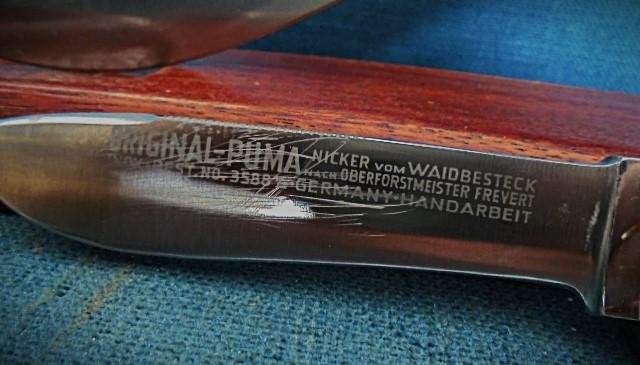 ORIGINAL-PUMA NICKER VOM WAIDBESTECK
NACH OBERFORSTMEISTER FREVERT
GERMANY-HANDARBEIT